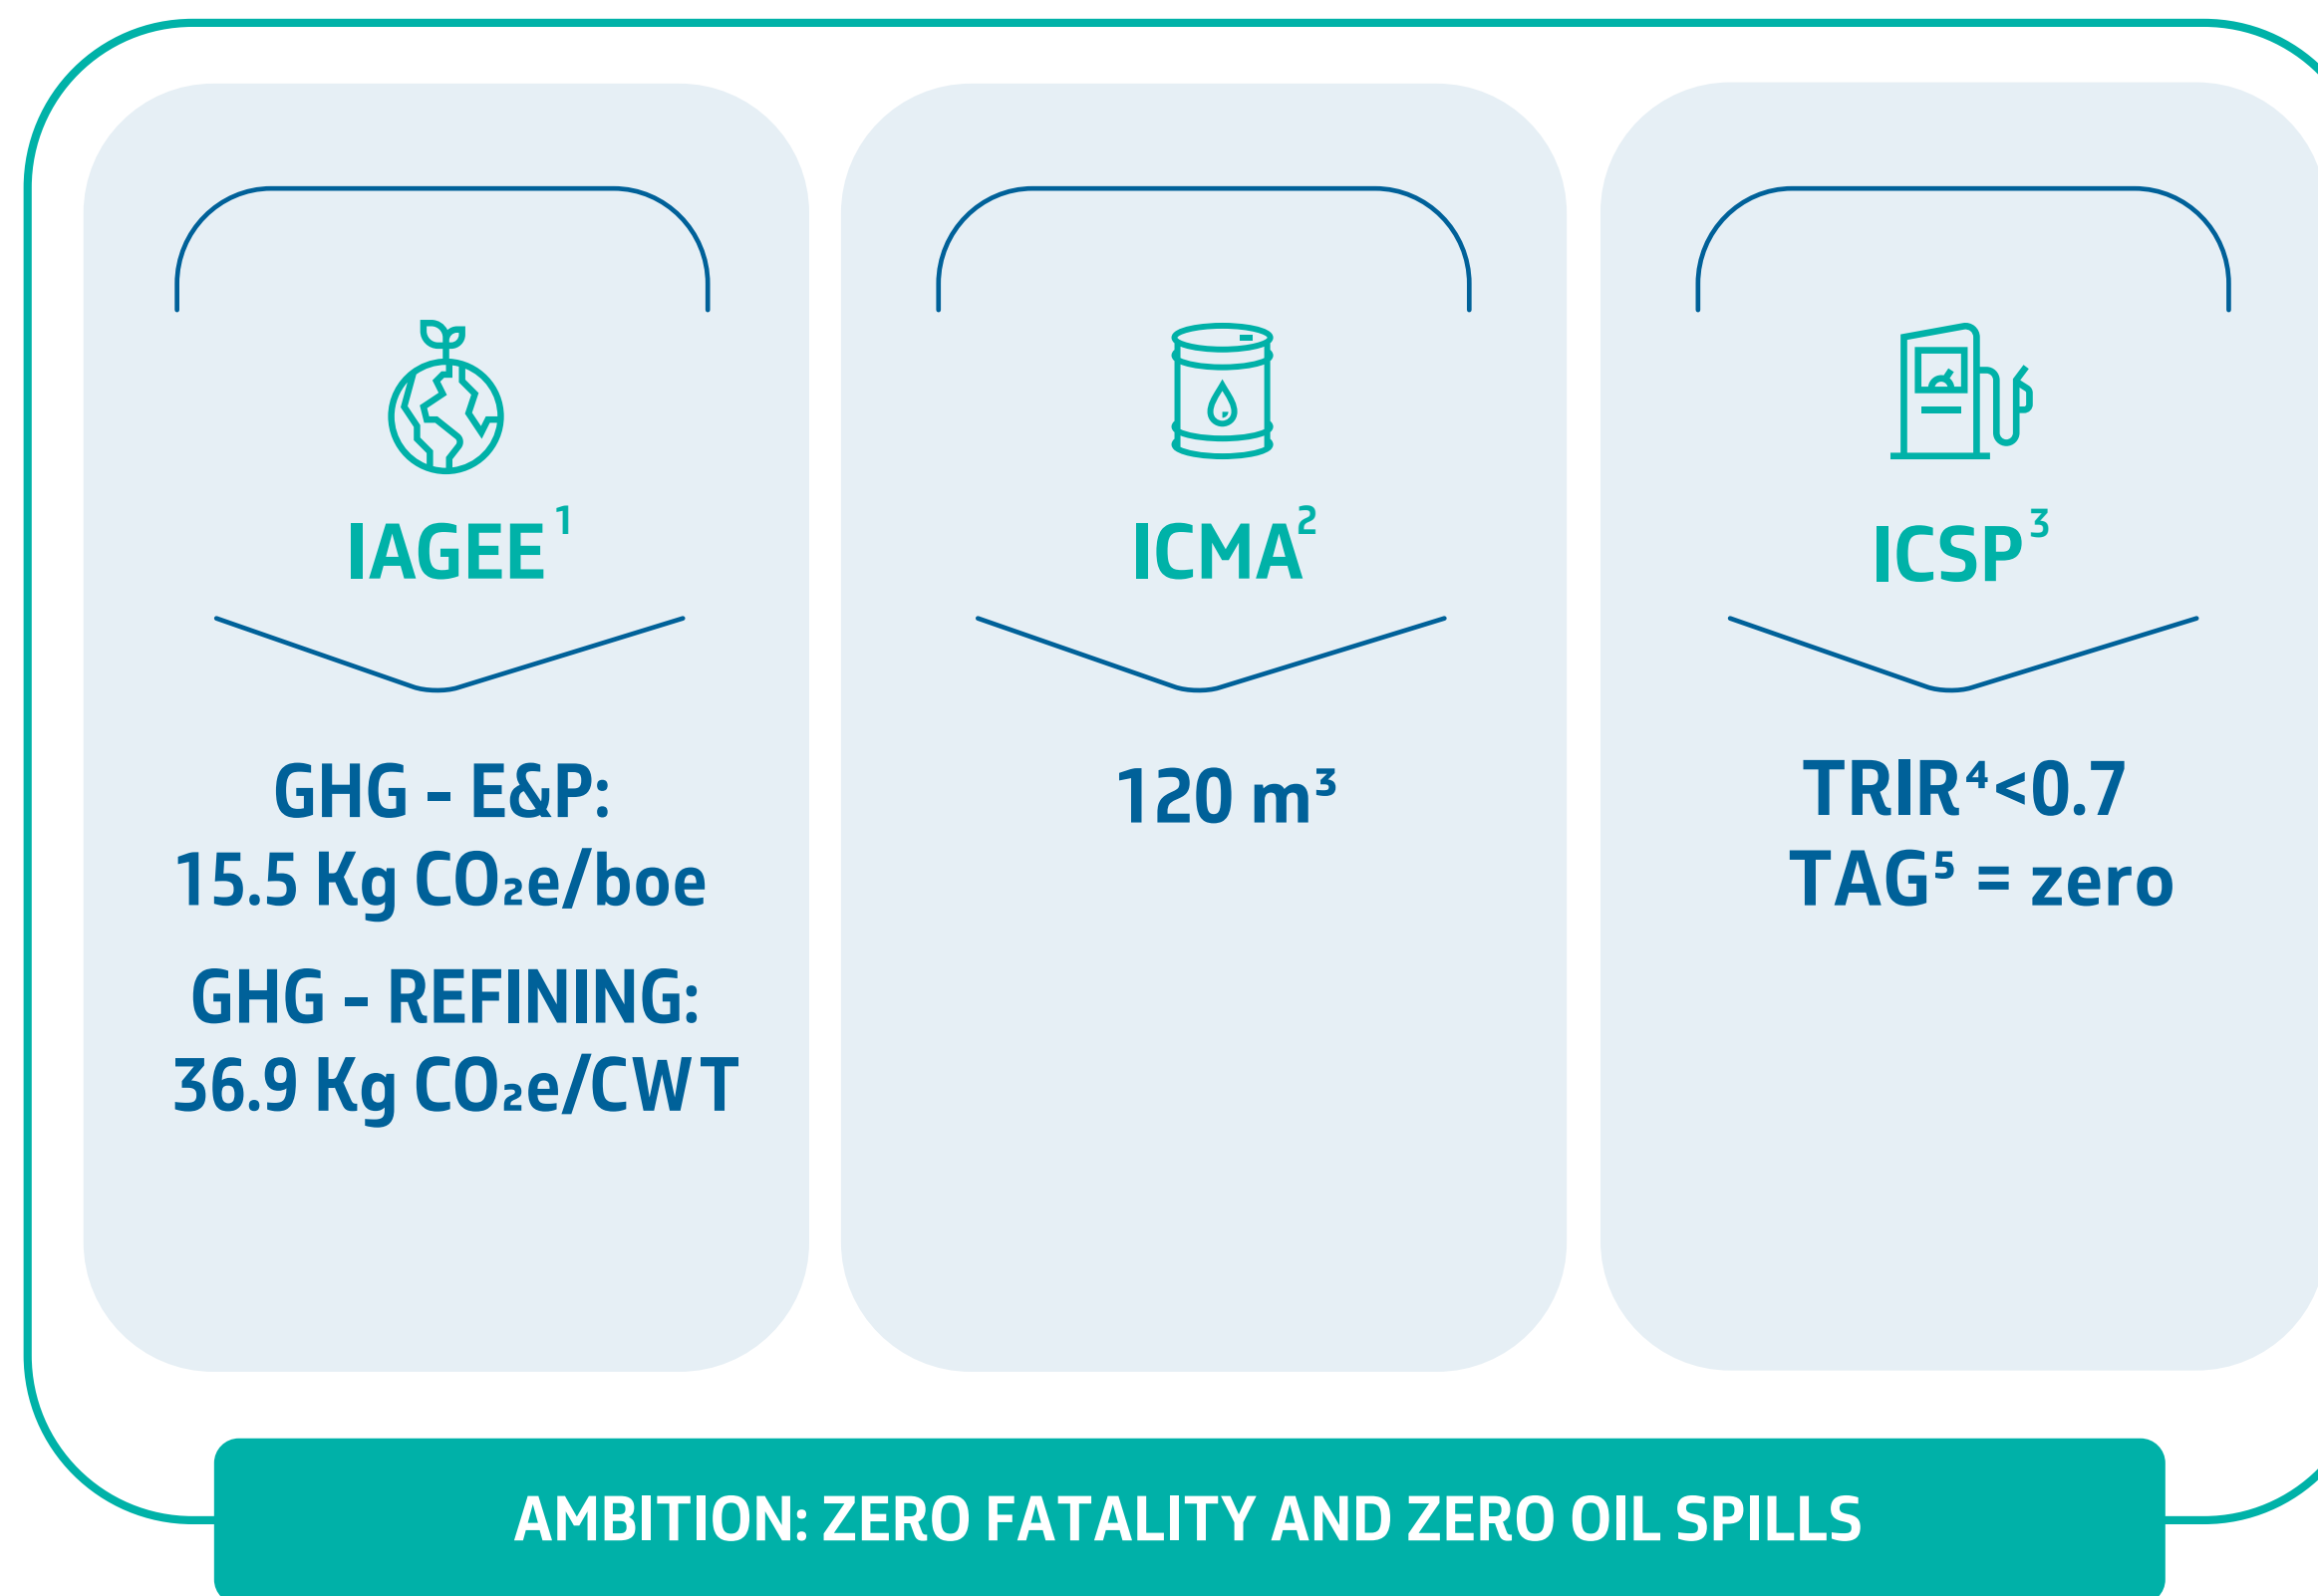 IAGEE¹
GHG - E&P:
15.5 Kg CO₂e/boe
GHG - REFINING:
36.9 Kg CO₂e/CWT
ICMA²
120 m³
ICSP³
TRIR⁴<0.7
TAG⁵ = zero
AMBITION: ZERO FATALITY AND ZERO OIL SPILLS